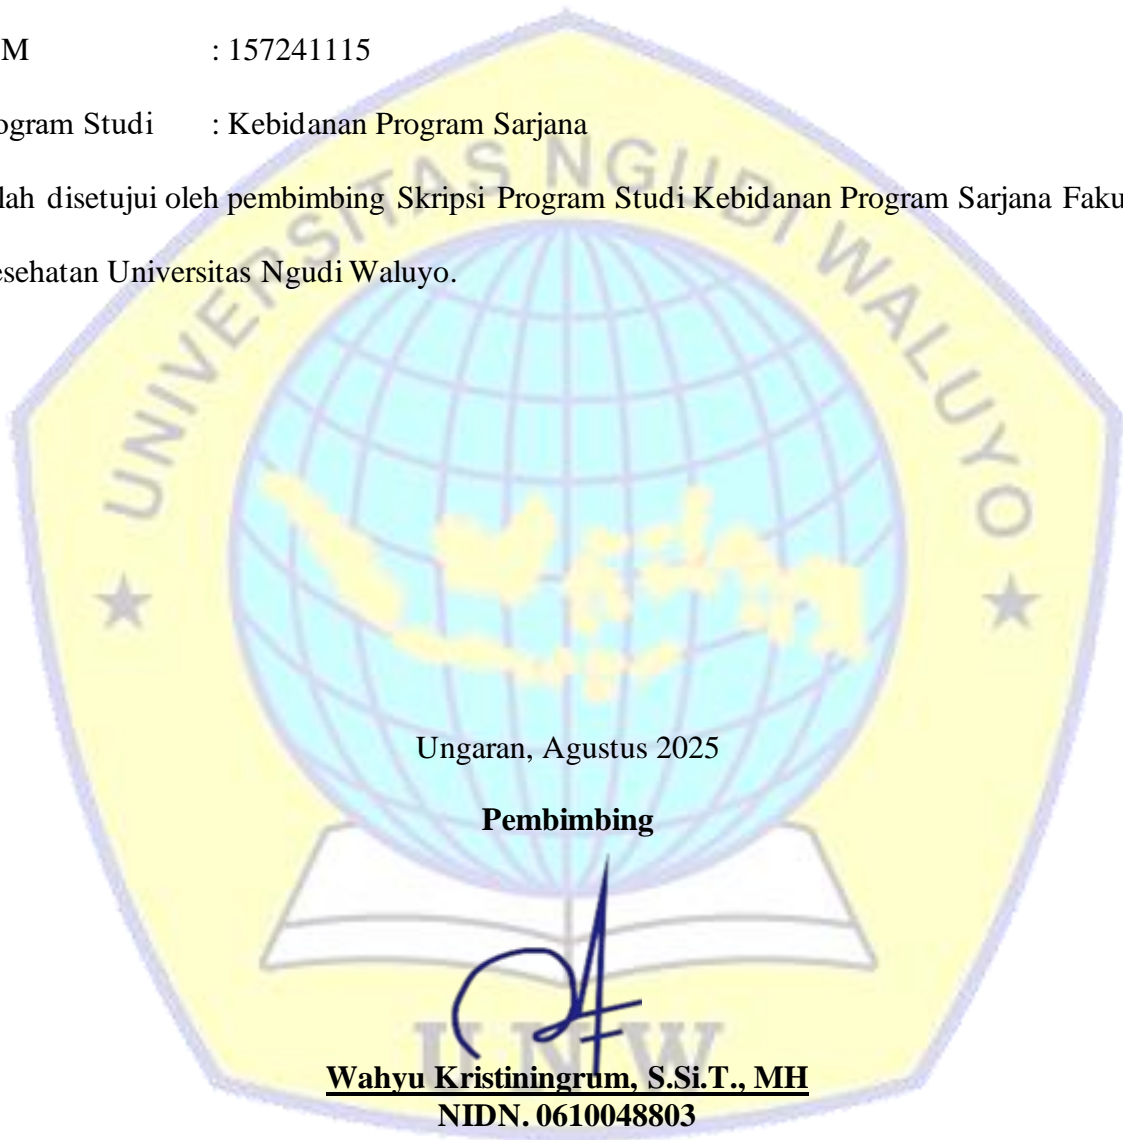 M : 157241115
ogram Studi : Kebidanan Program Sarjana
lah disetujui oleh pembimbing Skripsi Program Studi Kebidanan Program Sarjana Faku
esehatan Universitas Ngudi Waluyo.
UNIVERSITAS NGUDI WALUYO
Ungaran, Agustus 2025
Pembimbing
UNW
Wahyu Kristiningrum, S.Si.T., MH
NIDN. 0610048803